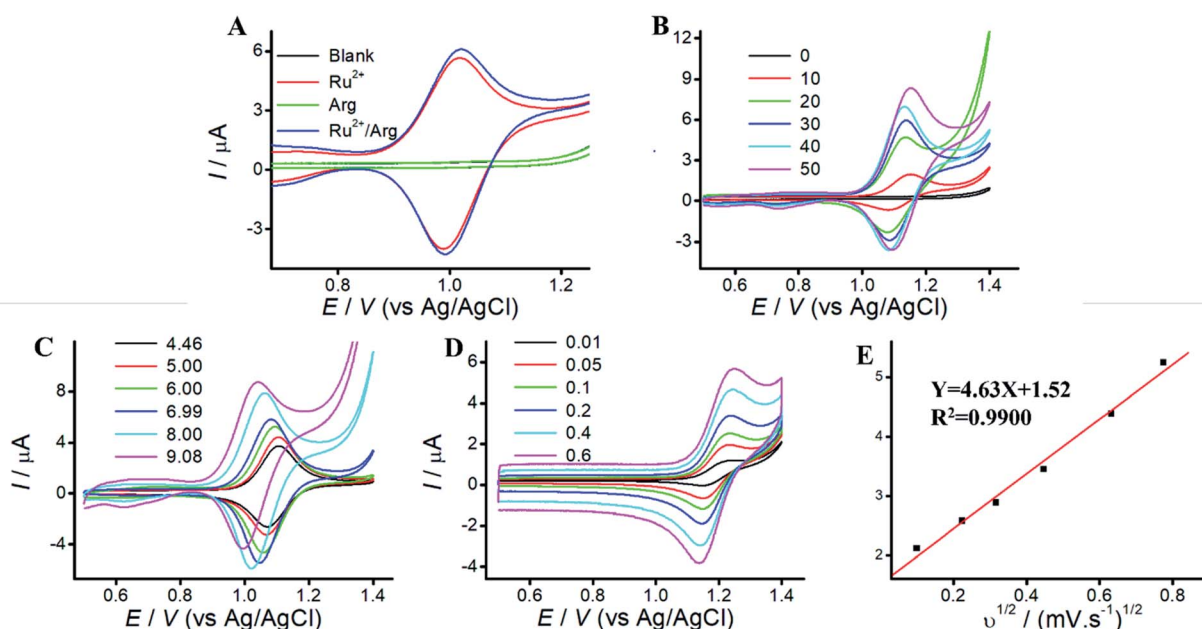 A
Blank
Ru²⁺
Arg
Ru²⁺/Arg
6
3
0
-3
I / μA
0.8 1.0 1.2
E / V (vs Ag/AgCl)
B
0
10
20
30
40
50
12
9
6
3
0
-3
I / μA
0.6 0.8 1.0 1.2 1.4
E / V (vs Ag/AgCl)
C
4.46
5.00
6.00
6.99
8.00
9.08
8
4
0
-4
I / μA
0.6 0.8 1.0 1.2 1.4
E / V (vs Ag/AgCl)
D
0.01
0.05
0.1
0.2
0.4
0.6
6
4
2
0
-2
-4
I / μA
0.6 0.8 1.0 1.2 1.4
E / V (vs Ag/AgCl)
E
Y=4.63X+1.52
R²=0.9900
5
4
3
2
0.2 0.4 0.6 0.8
υ¹ᐟ² / (mV.s⁻¹)¹ᐟ²